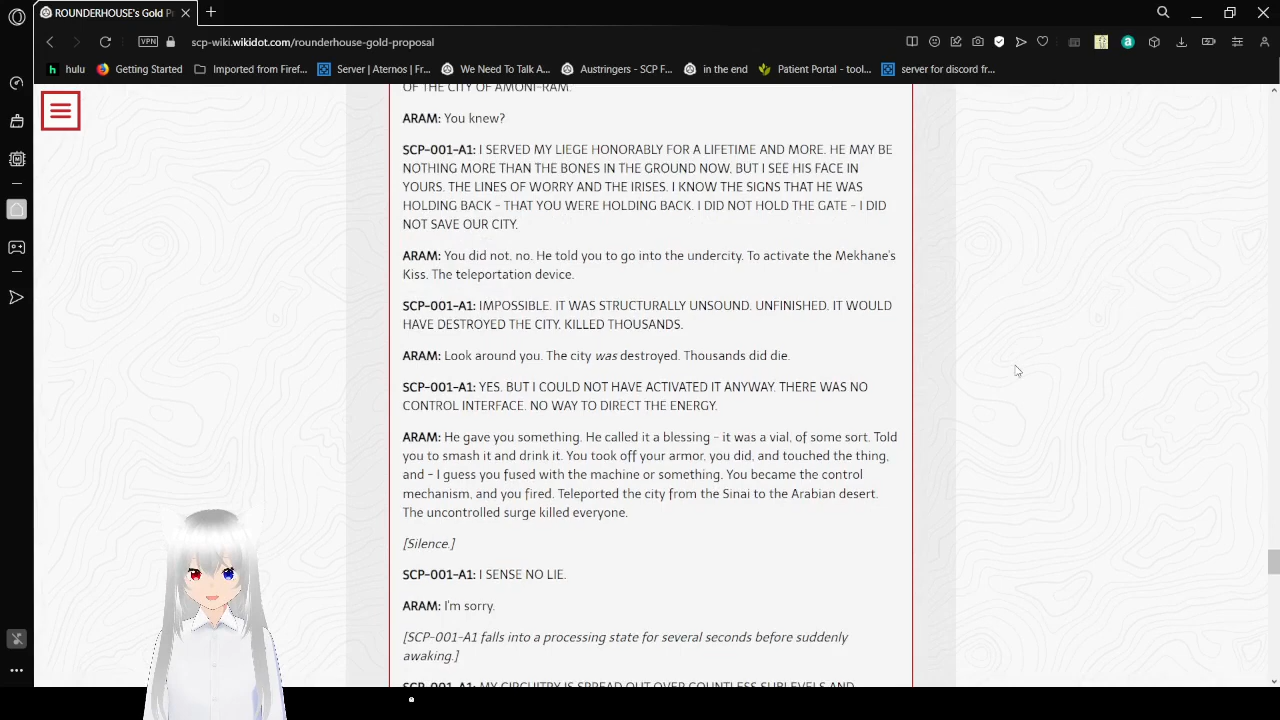 ROUNDERHOUSE's Gold P
VPN
scp-wiki.wikidot.com/rounderhouse-gold-proposal
hulu
Getting Started
Imported from Firef...
Server | Aternos | Fr...
We Need To Talk A...
Austringers - SCP F...
in the end
Patient Portal - tool...
server for discord fr...
OF THE CITY OF AMONI-RAM.
ARAM: You knew?
SCP-001-A1: I SERVED MY LIEGE HONORABLY FOR A LIFETIME AND MORE. HE MAY BE
NOTHING MORE THAN THE BONES IN THE GROUND NOW, BUT I SEE HIS FACE IN
YOURS. THE LINES OF WORRY AND THE IRISES. I KNOW THE SIGNS THAT HE WAS
HOLDING BACK - THAT YOU WERE HOLDING BACK. I DID NOT HOLD THE GATE - I DID
NOT SAVE OUR CITY.
ARAM: You did not, no. He told you to go into the undercity. To activate the Mekhane's
Kiss. The teleportation device.
SCP-001-A1: IMPOSSIBLE. IT WAS STRUCTURALLY UNSOUND. UNFINISHED. IT WOULD
HAVE DESTROYED THE CITY. KILLED THOUSANDS.
ARAM: Look around you. The city was destroyed. Thousands did die.
SCP-001-A1: YES. BUT I COULD NOT HAVE ACTIVATED IT ANYWAY. THERE WAS NO
CONTROL INTERFACE. NO WAY TO DIRECT THE ENERGY.
ARAM: He gave you something. He called it a blessing - it was a vial, of some sort. Told
you to smash it and drink it. You took off your armor, you did, and touched the thing,
and - I guess you fused with the machine or something. You became the control
mechanism, and you fired. Teleported the city from the Sinai to the Arabian desert.
The uncontrolled surge killed everyone.
[Silence.]
SCP-001-A1: I SENSE NO LIE.
ARAM: I'm sorry.
[SCP-001-A1 falls into a processing state for several seconds before suddenly
awaking.]
SCP-001-A1: MY CIRCUITRY IS SPREAD OUT OVER COUNTLESS SUBLEVELS AND